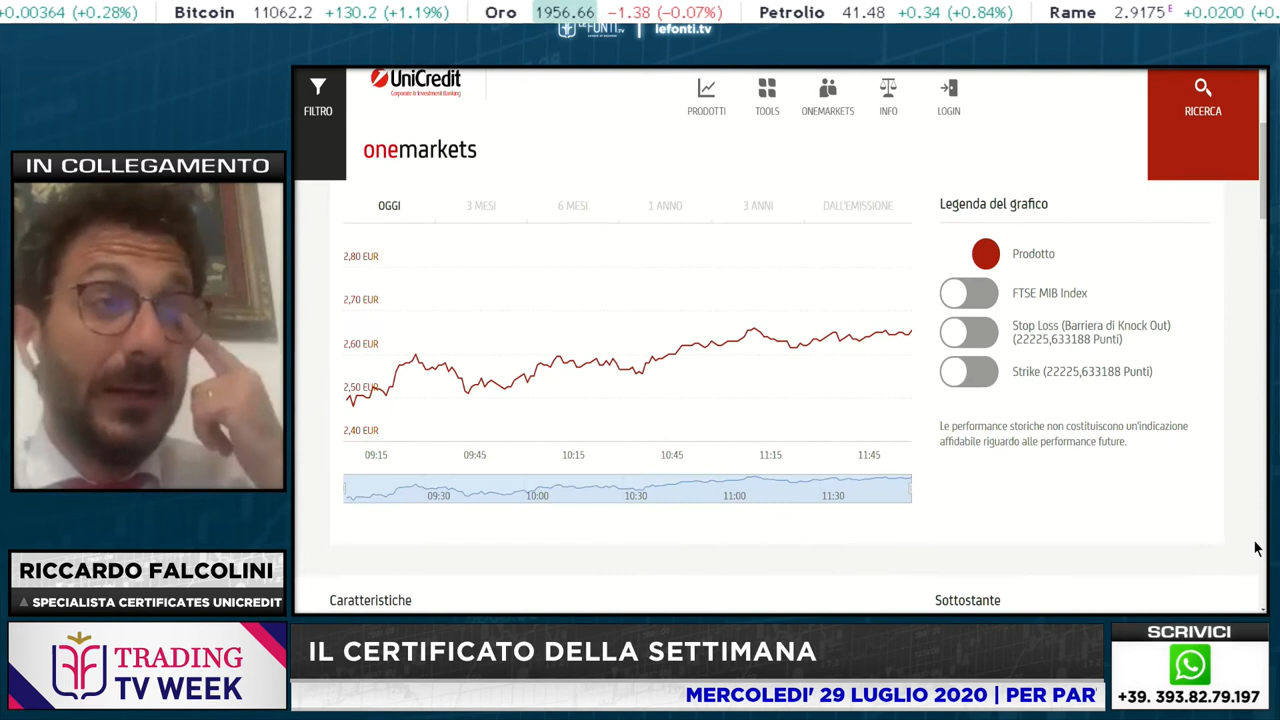 +0.00364 (+0.28%) Bitcoin 11062.2 +130.2 (+1.19%) Oro 1956.66 −1.38 (−0.07%) Petrolio 41.48 +0.34 (+0.84%) Rame 2.9175 E +0.0200 (+0.
LE FONTI.TV | lefonti.tv
FILTRO
UniCredit
Corporate & Investment Banking
PRODOTTI TOOLS ONEMARKETS INFO LOGIN
RICERCA
onemarkets
IN COLLEGAMENTO
OGGI 3 MESI 6 MESI 1 ANNO 3 ANNI DALL'EMISSIONE
2,80 EUR
2,70 EUR
2,60 EUR
2,50 EUR
2,40 EUR
09:15 09:45 10:15 10:45 11:15 11:45
09:30 10:00 10:30 11:00 11:30
Legenda del grafico
Prodotto
FTSE MIB Index
Stop Loss (Barriera di Knock Out)
(22225,633188 Punti)
Strike (22225,633188 Punti)
Le performance storiche non costituiscono un'indicazione
affidabile riguardo alle performance future.
Caratteristiche Sottostante
RICCARDO FALCOLINI
SPECIALISTA CERTIFICATES UNICREDIT
TRADING
TV WEEK
IL CERTIFICATO DELLA SETTIMANA
MERCOLEDI' 29 LUGLIO 2020 | PER PAR
SCRIVICI
+39. 393.82.79.197